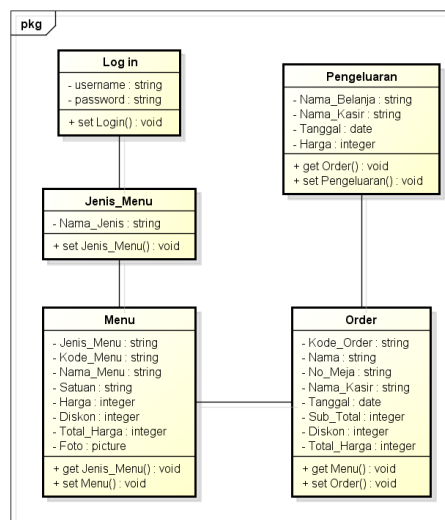 pkg
Log in
- username : string
- password : string
+ set Login() : void
Pengeluaran
- Nama_Belanja : string
- Nama_Kasir : string
- Tanggal : date
- Harga : integer
+ get Order() : void
+ set Pengeluaran() : void
Jenis_Menu
- Nama_Jenis : string
+ set Jenis_Menu() : void
Menu
- Jenis_Menu : string
- Kode_Menu : string
- Nama_Menu : string
- Satuan : string
- Harga : integer
- Diskon : integer
- Total_Harga : integer
- Foto : picture
+ get Jenis_Menu() : void
+ set Menu() : void
Order
- Kode_Order : string
- Nama : string
- No_Meja : string
- Nama_Kasir : string
- Tanggal : date
- Sub_Total : integer
- Diskon : integer
- Total_Harga : integer
+ get Menu() : void
+ set Order() : void